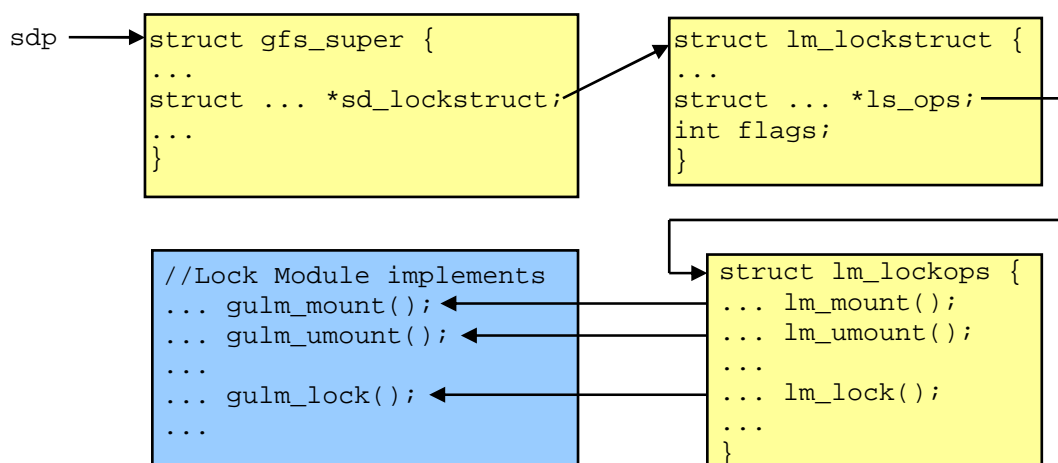 sdp
struct gfs_super {
...
struct ... *sd_lockstruct;
...
}
struct lm_lockstruct {
...
struct ... *ls_ops;
int flags;
}
//Lock Module implements
... gulm_mount();
... gulm_umount();
...
... gulm_lock();
...
struct lm_lockops {
... lm_mount();
... lm_umount();
...
... lm_lock();
...
}